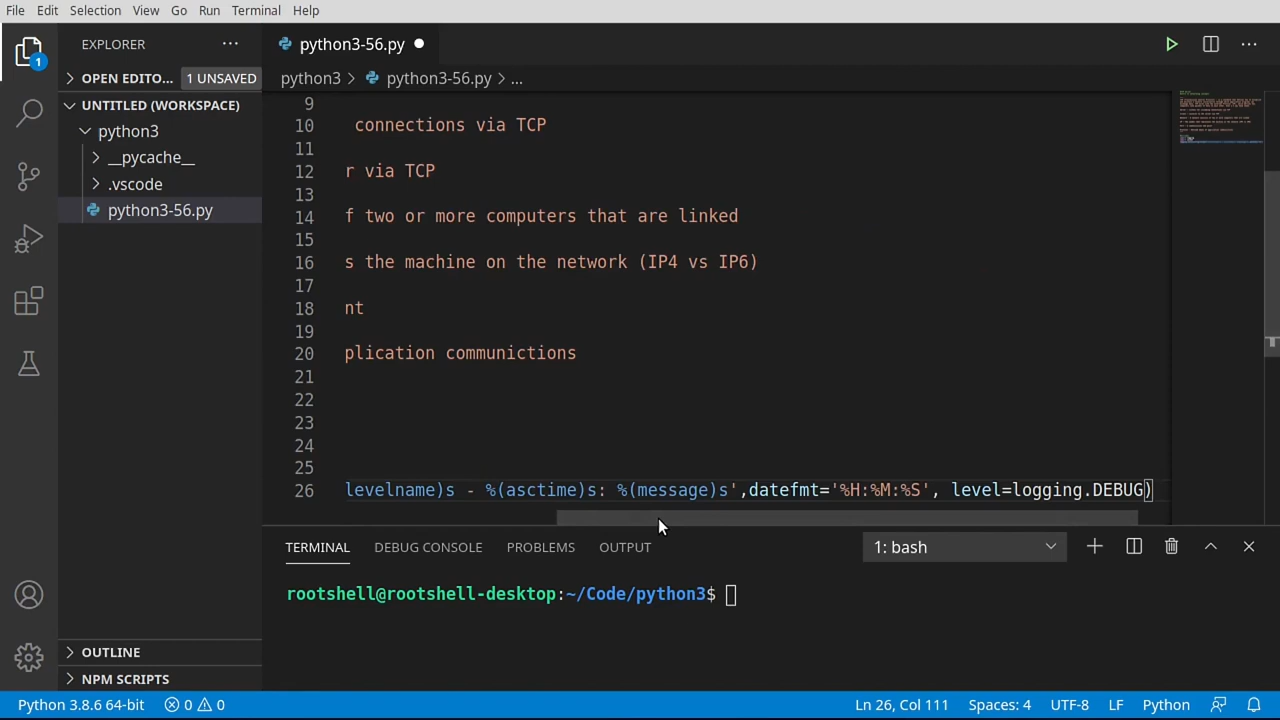 File Edit Selection View Go Run Terminal Help
EXPLORER
python3-56.py
OPEN EDITO... 1 UNSAVED
python3 > python3-56.py > ...
UNTITLED (WORKSPACE)
python3
__pycache__
.vscode
python3-56.py
9
10 connections via TCP
11
12 r via TCP
13
14 f two or more computers that are linked
15
16 s the machine on the network (IP4 vs IP6)
17
18 nt
19
20 plication communictions
21
22
23
24
25
26 levelname)s - %(asctime)s: %(message)s',datefmt='%H:%M:%S', level=logging.DEBUG)
1
TERMINAL DEBUG CONSOLE PROBLEMS OUTPUT 1: bash
rootshell@rootshell-desktop:~/Code/python3$
OUTLINE
NPM SCRIPTS
Python 3.8.6 64-bit 0 0 Ln 26, Col 111 Spaces: 4 UTF-8 LF Python